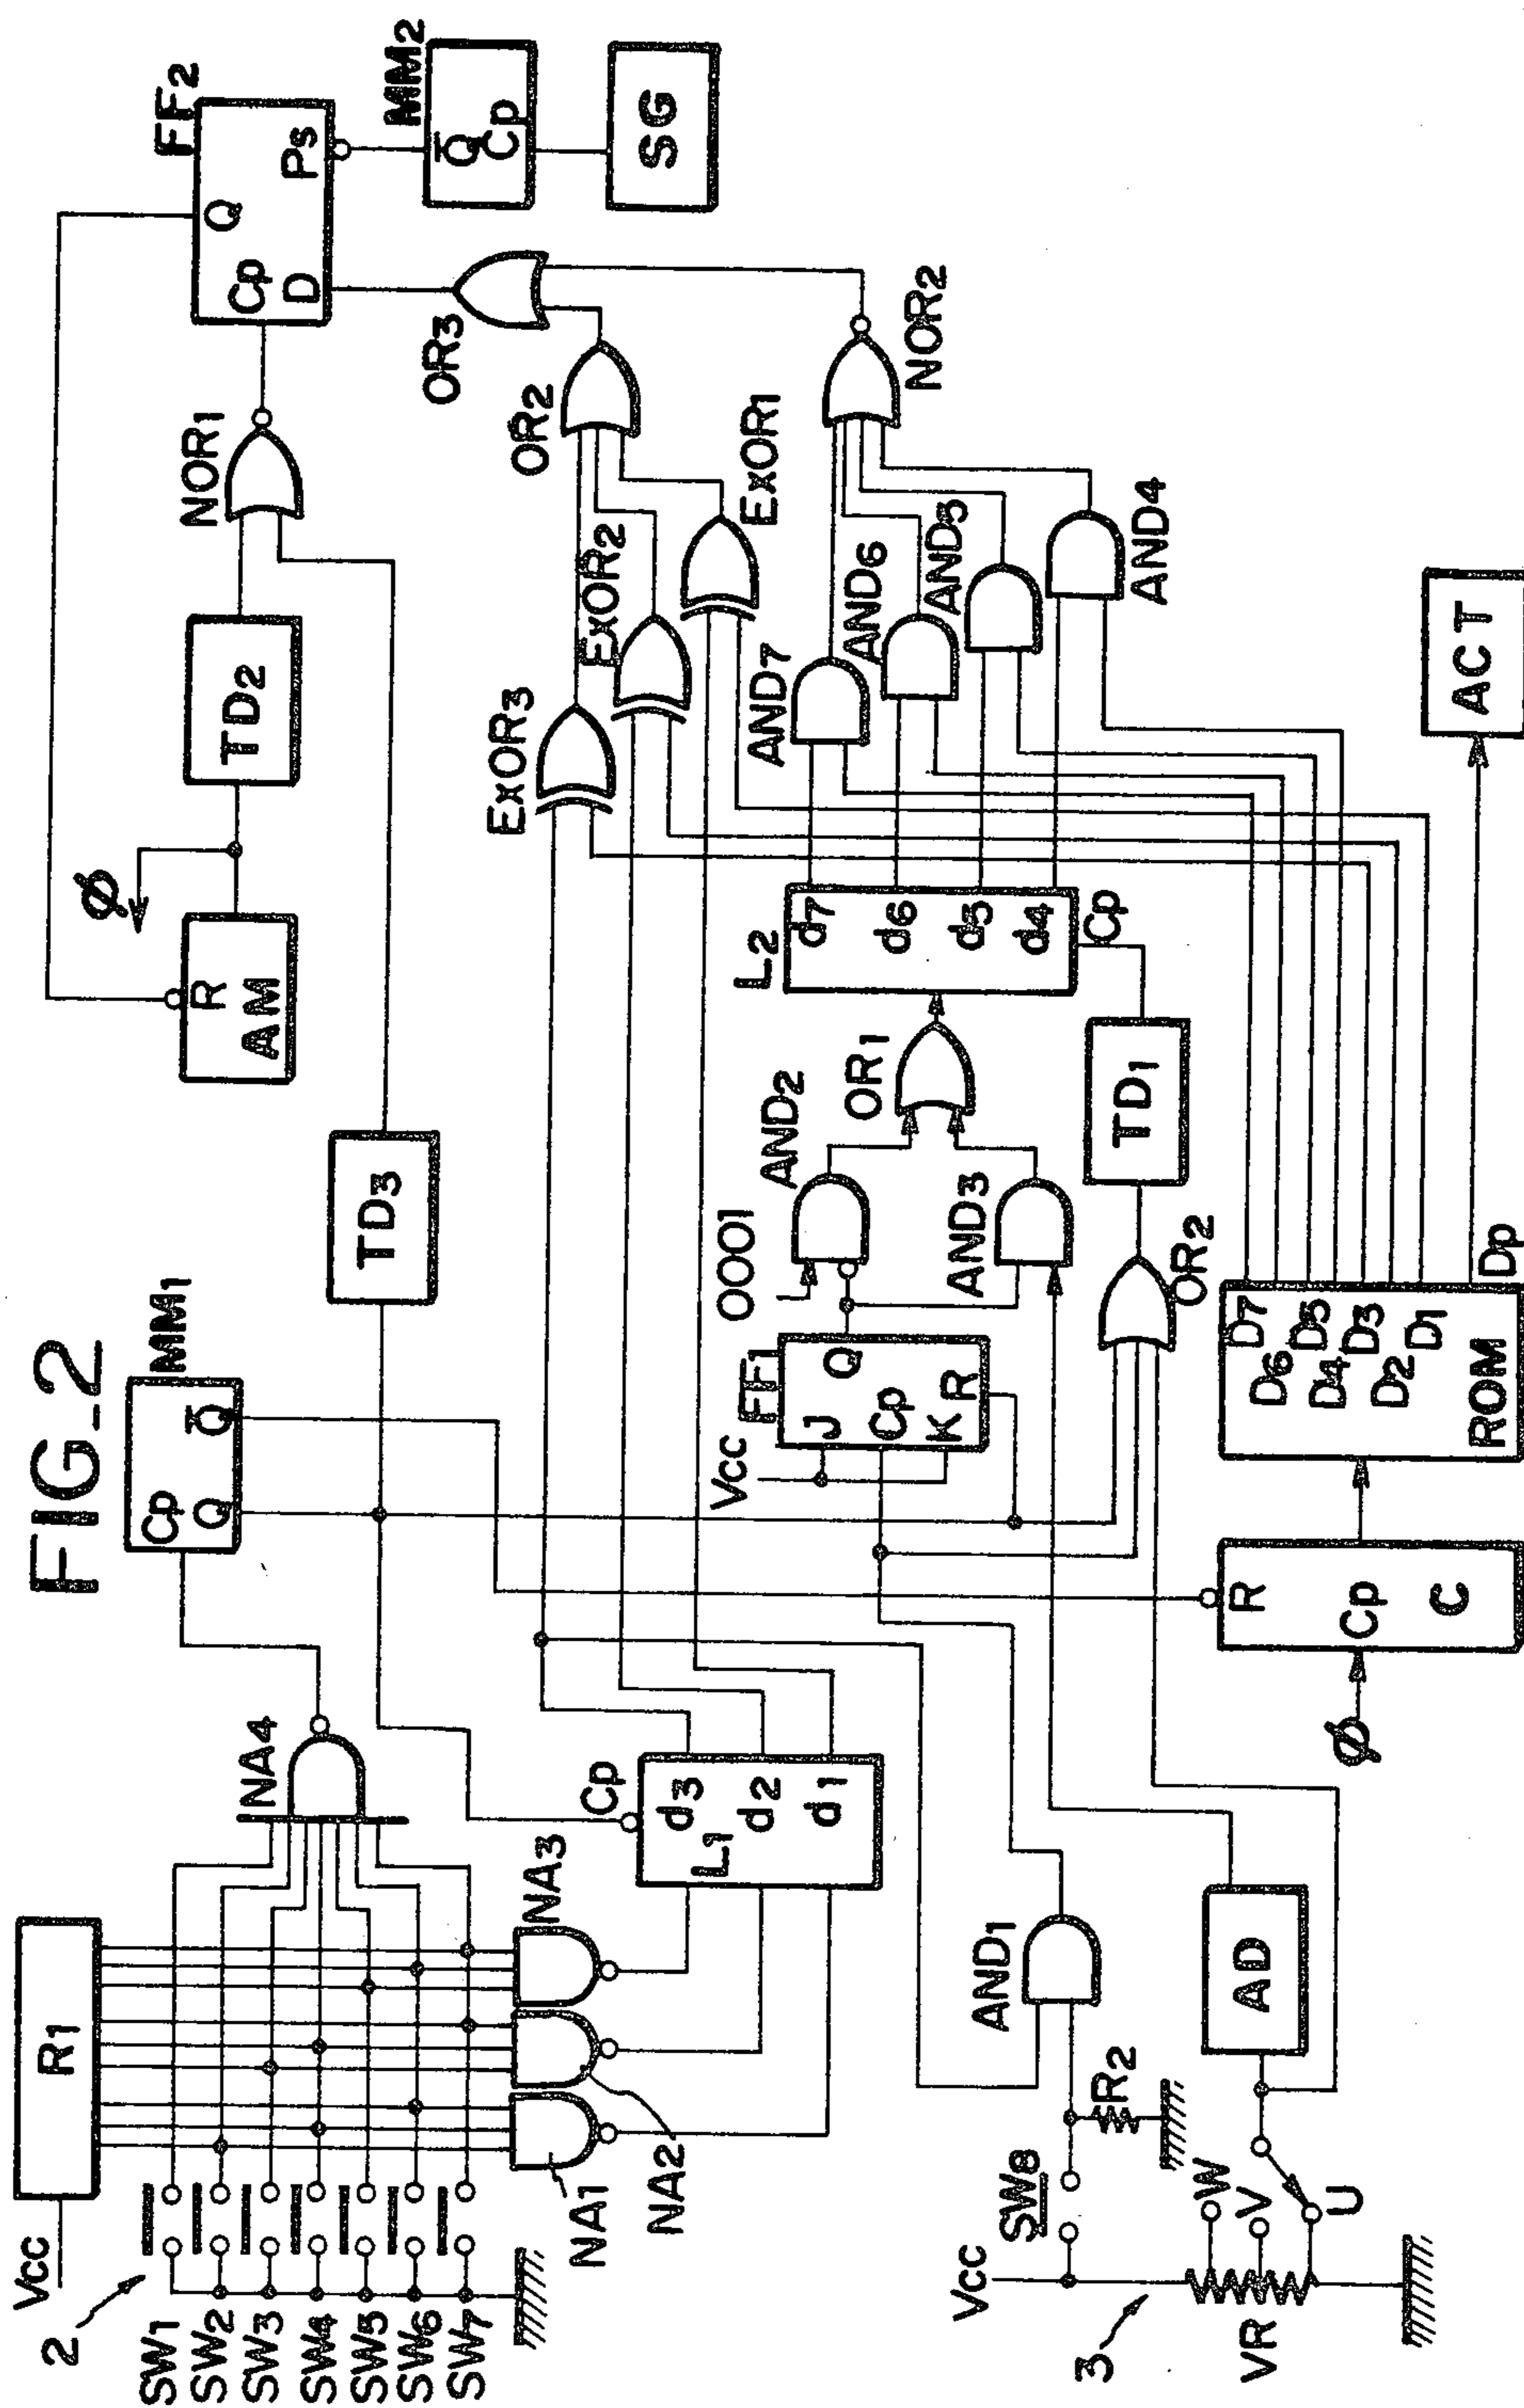 FIG_2
2
Vcc
R1
SW1
SW2
SW3
SW4
SW5
SW6
SW7
NA4
NA1
NA2
NA3
MM1
Cp
Q
Q̅
TD3
R
AM
Ø
TD2
NOR1
FF2
Q
Cp
D
Ps
MM2
Q̅
Cp
SG
OR3
OR2
ExOR3
ExOR2
ExOR1
NOR2
Cp
L1
d3
d2
d1
Vcc
FF1
J
Cp
K
Q
R
0001
AND2
AND3
OR1
L2
d7
d6
d5
d4
Cp
AND7
AND6
AND5
AND4
TD1
OR2
AND1
SW8
R2
Vcc
3
VR
W
V
U
AD
Ø
R
Cp
C
D7
D6
D5
D4
D3
D2
D1
Dp
ROM
ACT